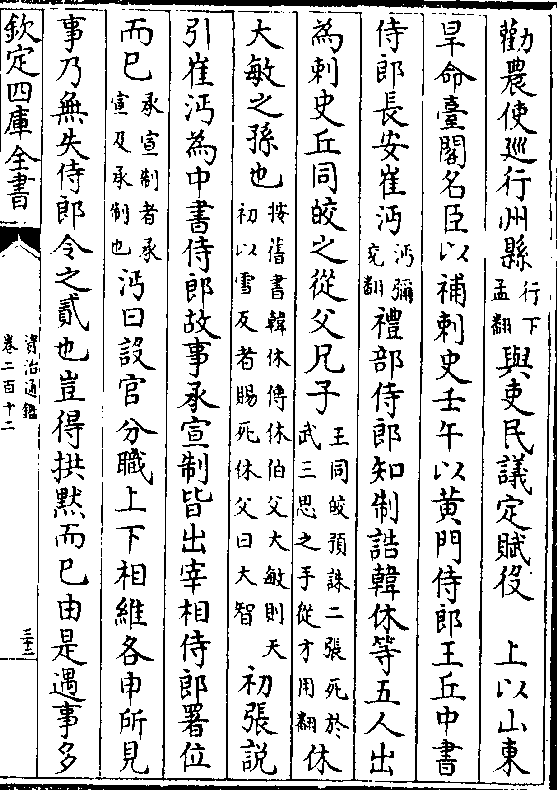 勸農使巡行州縣行下孟翻與吏民議定賦役　上以山東
旱命臺閣名臣以補刺史壬午以黄門侍郎王丘中書
侍郎長安崔沔沔彌兖翻禮部侍郎知制誥韓休等五人出
為刺史丘同皎之從父兄子王同皎預誅二張死於武三思之手從才用翻休
大敏之孫也按舊書韓休傳休伯父大敏則天初以雪反者賜死休父曰大智初張説
引崔沔為中書侍郎故事承宣制皆出宰相侍郎署位
而已承宣制者承宣及承制也沔曰設官分職上下相維各申所見
事乃無失侍郎令之貳也豈得拱黙而已由是遇事多
欽定四庫全書
資治通鑑
卷二百十二
三十二